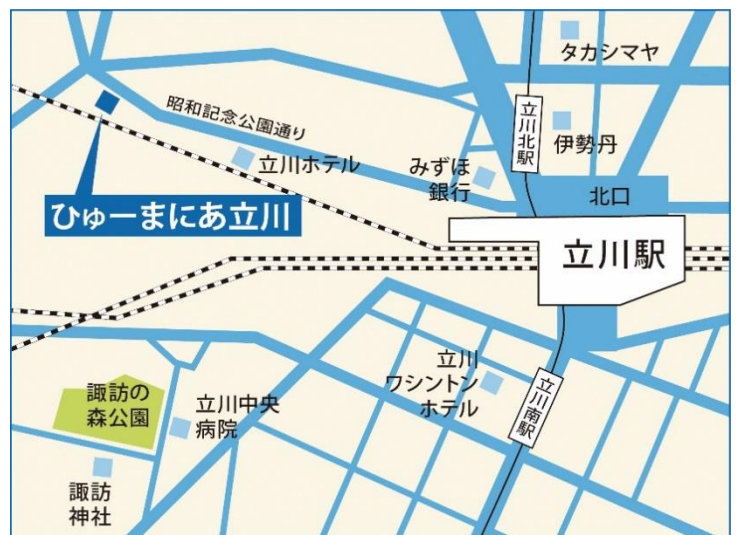 タカシマヤ
昭和記念公園通り
立川北駅
伊勢丹
立川ホテル
みずほ
銀行
北口
ひゅーまにあ立川
立川駅
立川
ワシントン
ホテル
立川南駅
諏訪の
森公園
立川中央
病院
諏訪
神社